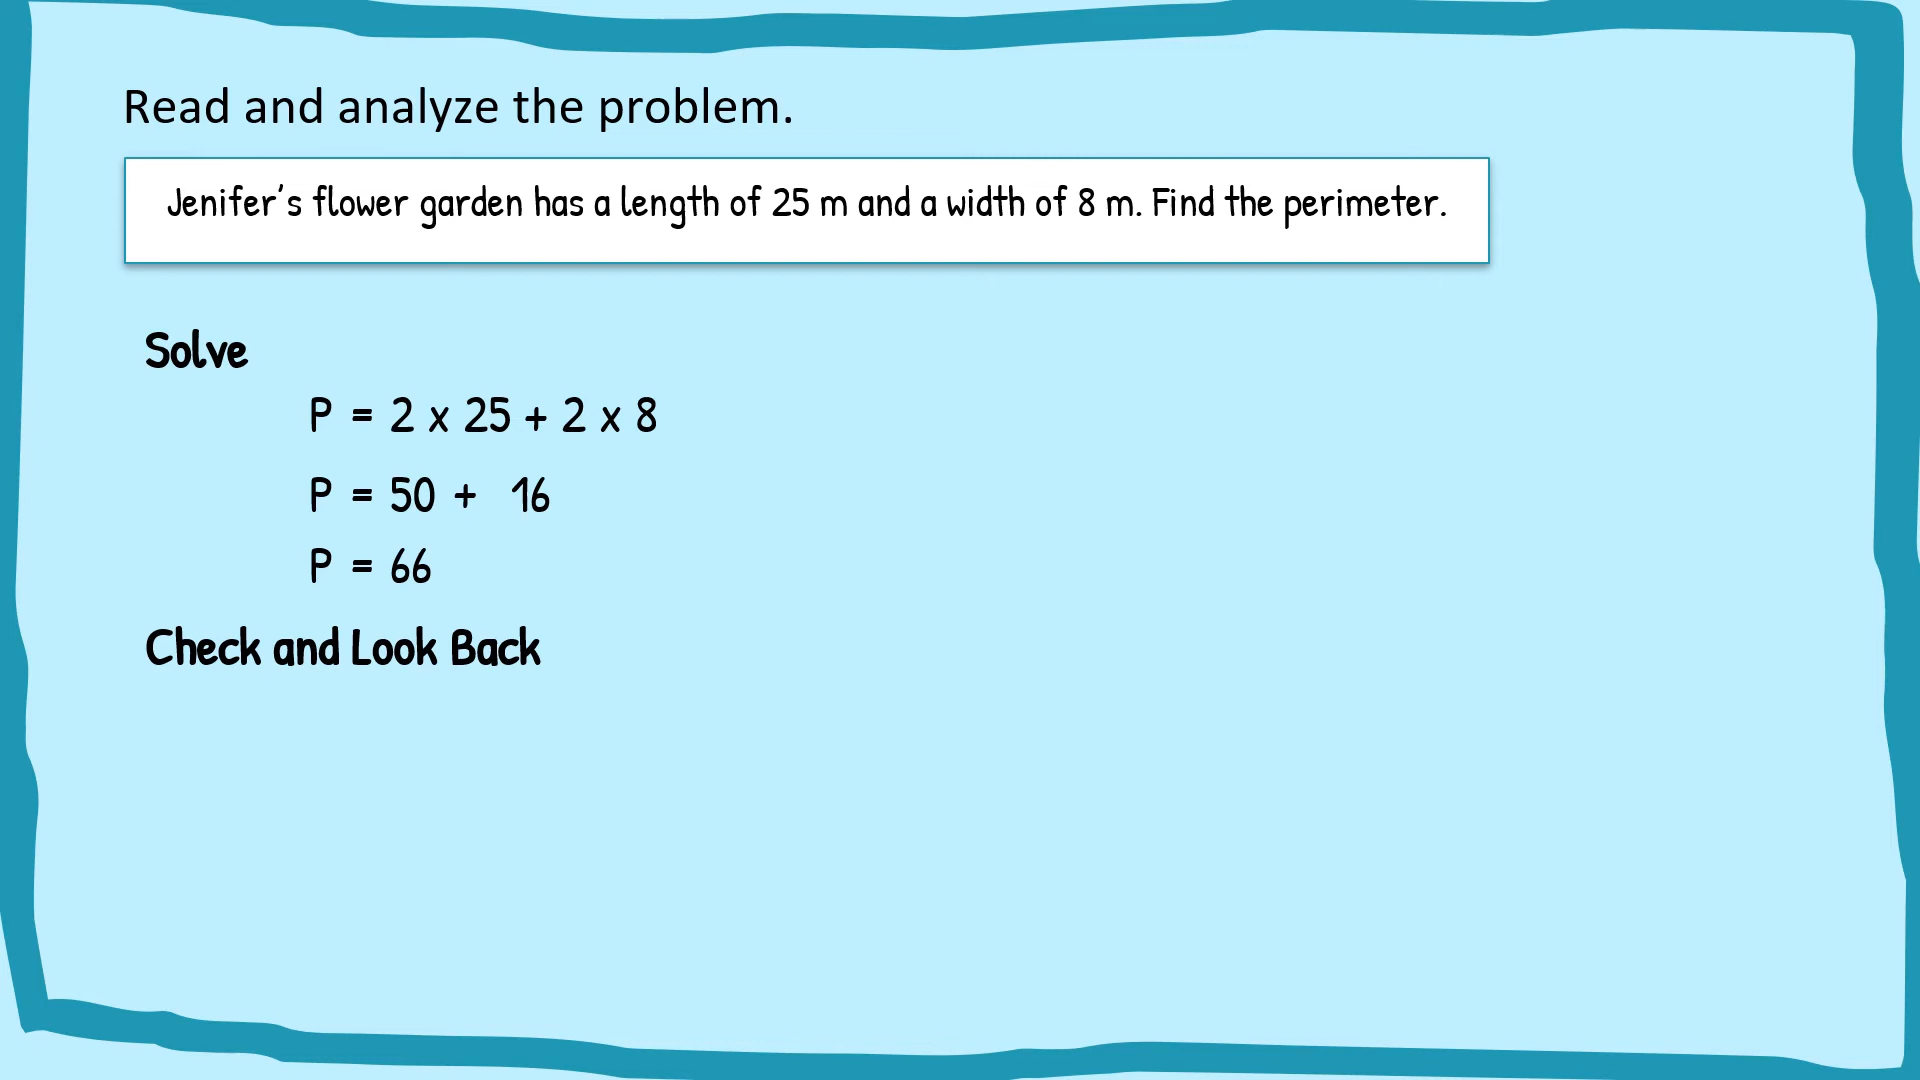 Read and analyze the problem.
Jenifer's flower garden has a length of 25 m and a width of 8 m. Find the perimeter.
Solve
P = 2 x 25 + 2 x 8
P = 50 + 16
P = 66
Check and Look Back